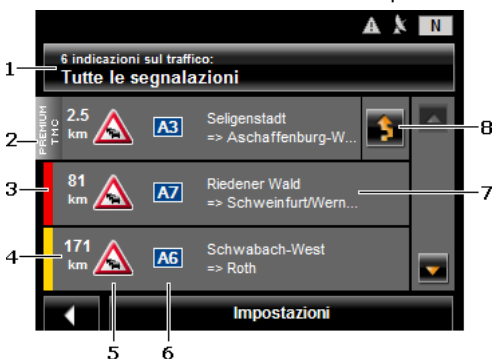 N
6 indicazioni sul traffico:
Tutte le segnalazioni
1
PREMIUM
TMC
2.5
km
A3
Seligenstadt
=> Aschaffenburg-W...
8
2
81
km
A7
Riedener Wald
=> Schweinfurt/Wern...
3
7
171
km
A6
Schwabach-West
=> Roth
4
Impostazioni
5
6